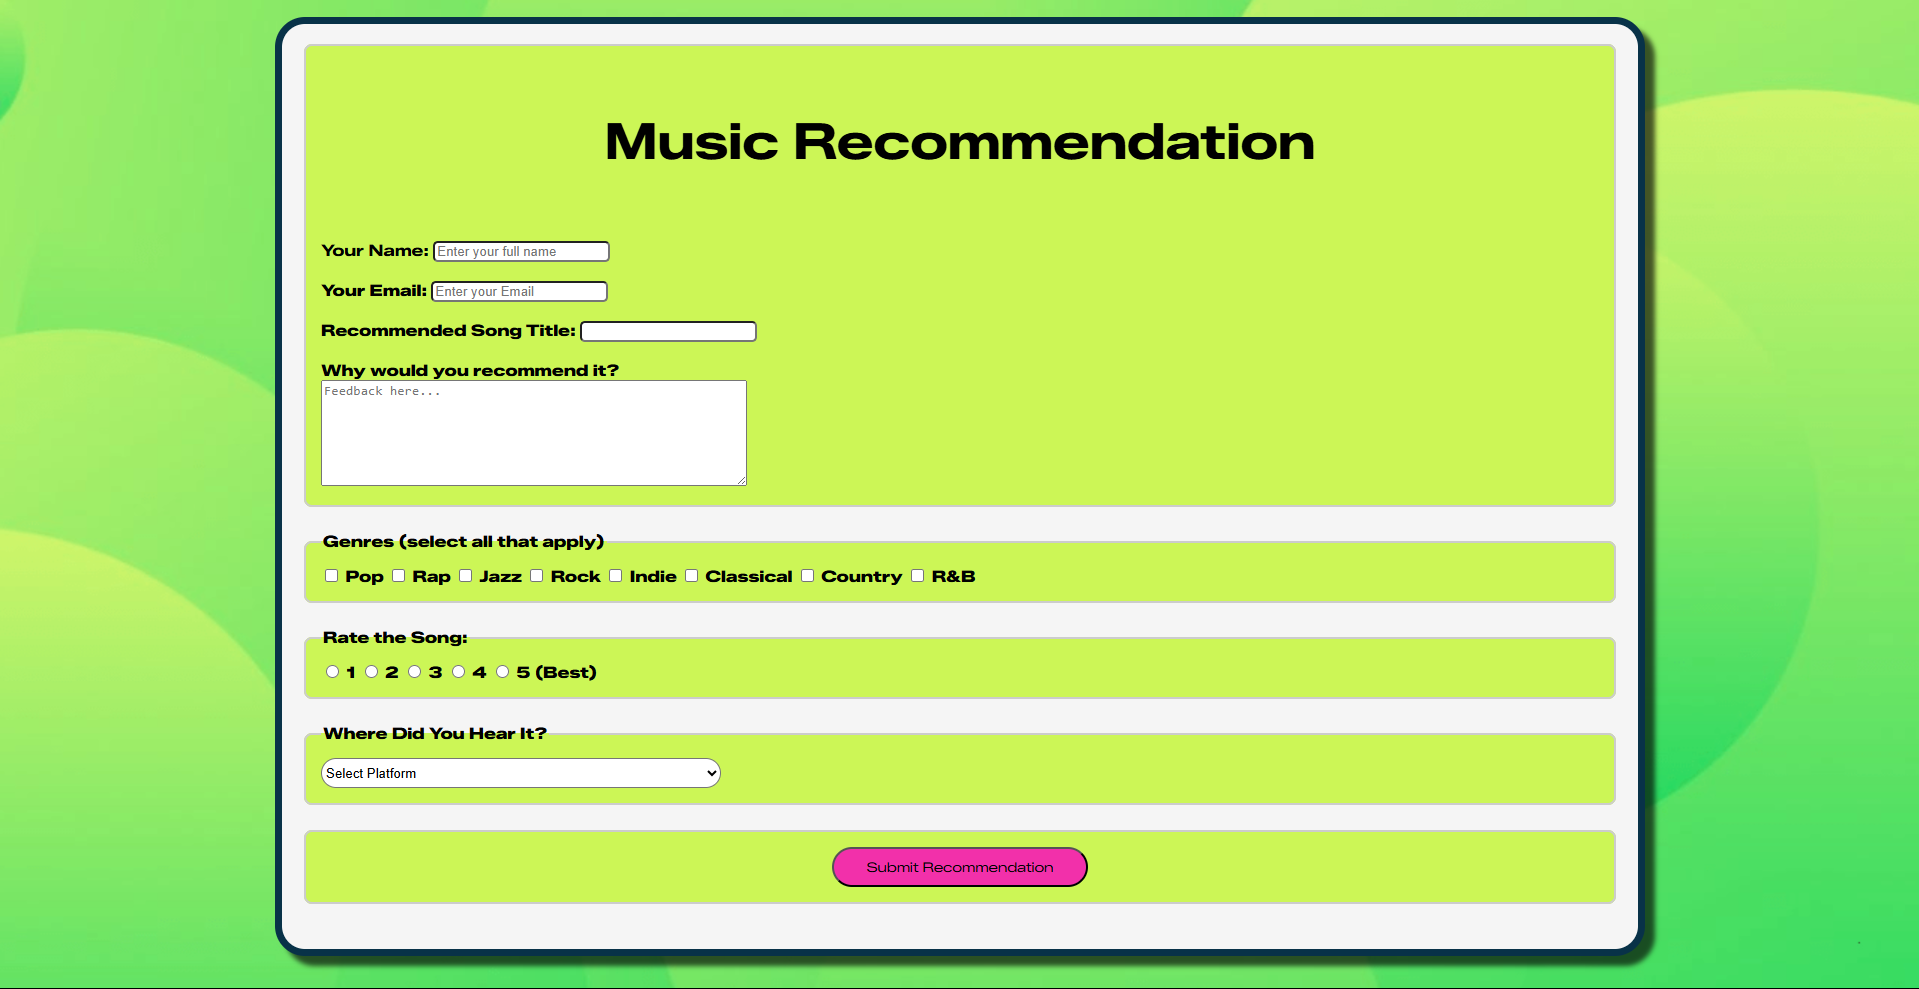 Music Recommendation
Your Name: Enter your full name
Your Email: Enter your Email
Recommended Song Title:
Why would you recommend it?
Feedback here...
Genres (select all that apply)
Pop Rap Jazz Rock Indie Classical Country R&B
Rate the Song:
1 2 3 4 5 (Best)
Where Did You Hear It?
Select Platform
Submit Recommendation